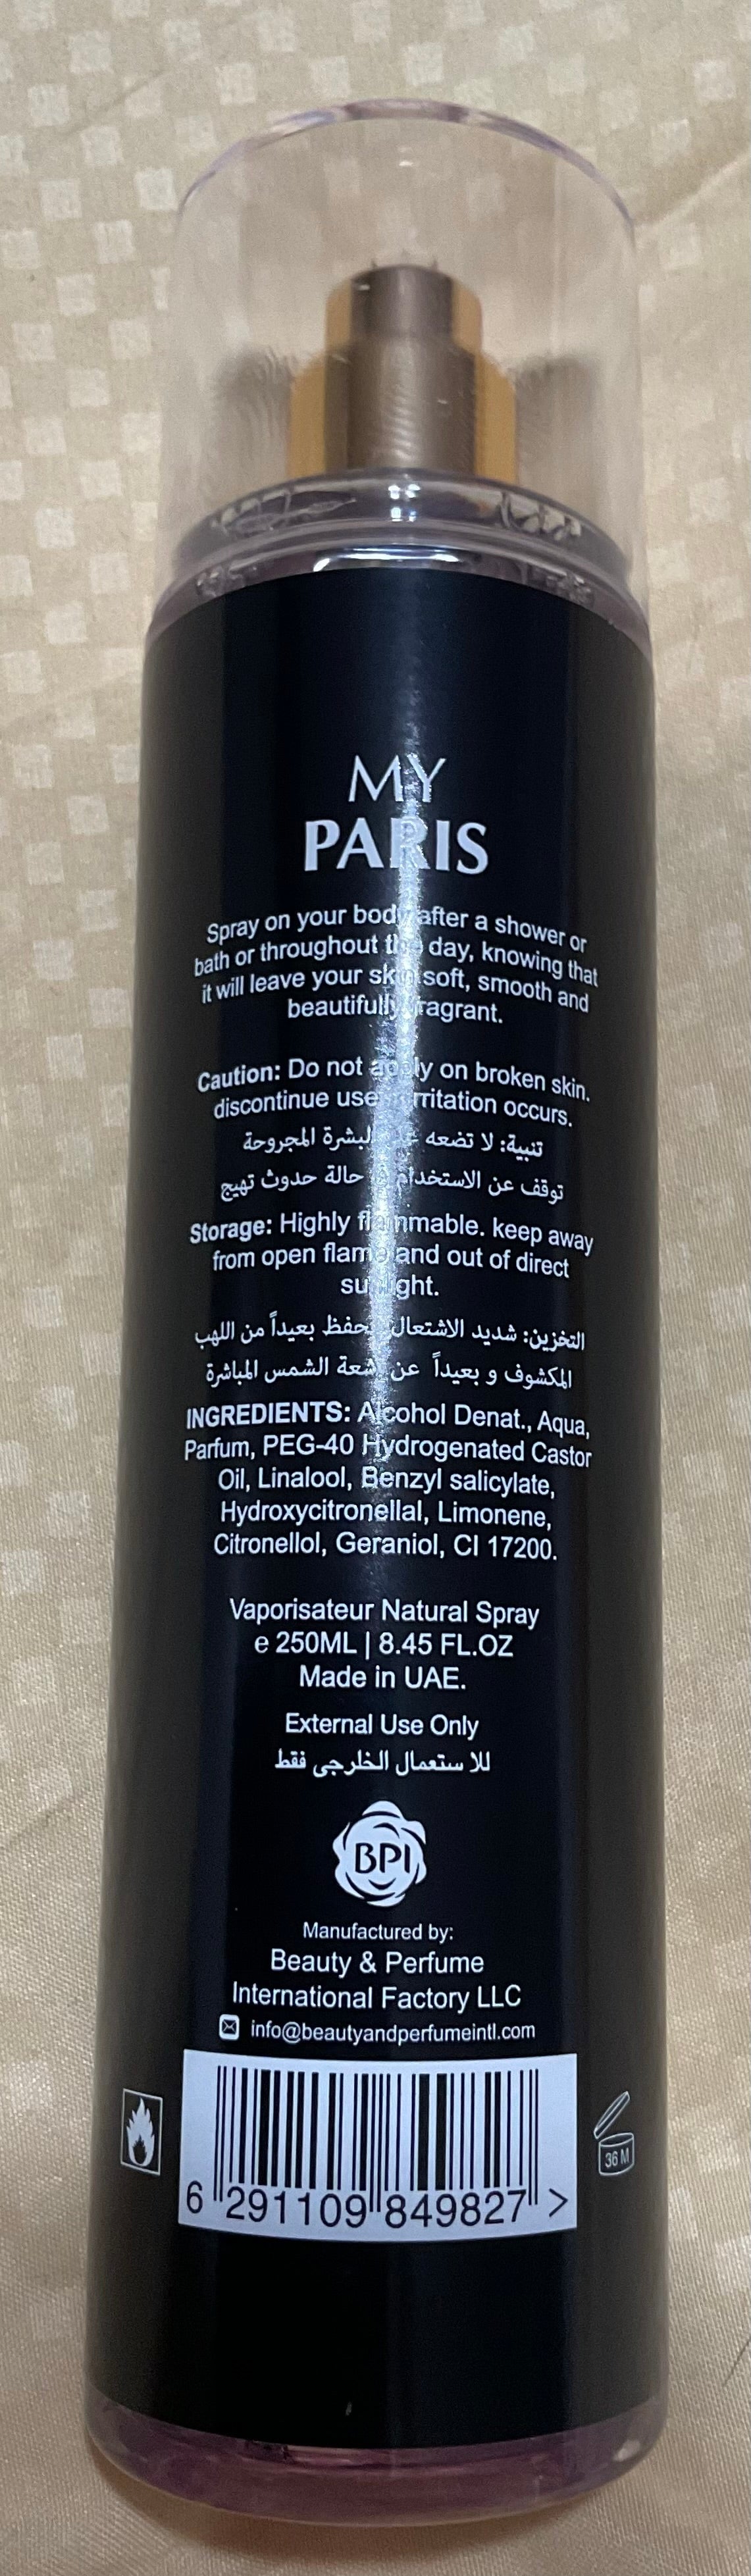 MY
PARIS
Spray on your body after a shower or
bath or throughout the day, knowing that
it will leave your skin soft, smooth and
beautifully fragrant.
Caution: Do not apply on broken skin.
discontinue use irritation occurs.
تنبية: لا تضعه البشرة المجروحة
توقف عن الاستخدام حالة حدوث تهيج
Storage: Highly flammable. keep away
from open flame and out of direct
sunlight.
التخزين: شديد الاشتعال يحفظ بعيداً من اللهب
المكشوف و بعيداً عن أشعة الشمس المباشرة
INGREDIENTS: Alcohol Denat., Aqua,
Parfum, PEG-40 Hydrogenated Castor
Oil, Linalool, Benzyl salicylate,
Hydroxycitronellal, Limonene,
Citronellol, Geraniol, CI 17200.
Vaporisateur Natural Spray
e 250ML | 8.45 FL.OZ
Made in UAE.
External Use Only
للا ستعمال الخلرجى فقط
BPI
Manufactured by:
Beauty & Perfume
International Factory LLC
info@beautyandperfumeintl.com
36 M
6 291109 849827 >